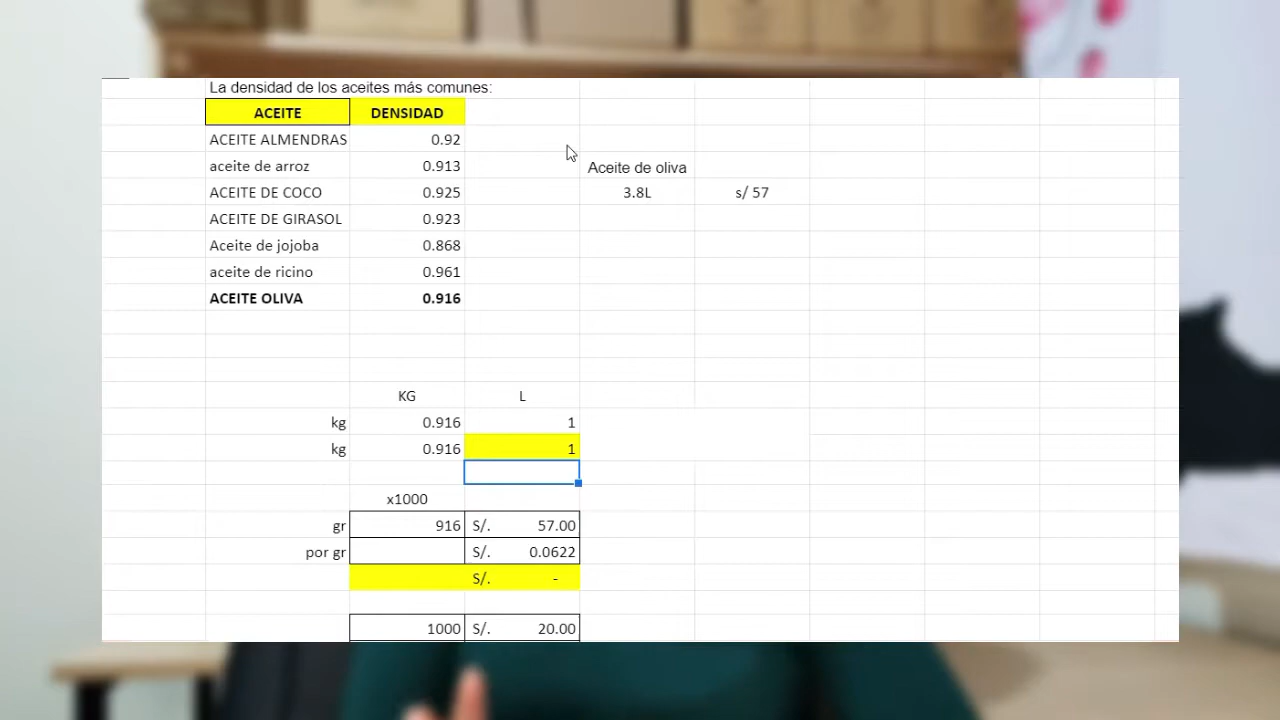 La densidad de los aceites más comunes:
ACEITE DENSIDAD
ACEITE ALMENDRAS 0.92
aceite de arroz 0.913
Aceite de oliva
ACEITE DE COCO 0.925 3.8L s/ 57
ACEITE DE GIRASOL 0.923
Aceite de jojoba 0.868
aceite de ricino 0.961
ACEITE OLIVA 0.916
KG L
kg 0.916 1
kg 0.916 1
x1000
gr 916 S/. 57.00
por gr S/. 0.0622
S/. -
1000 S/. 20.00